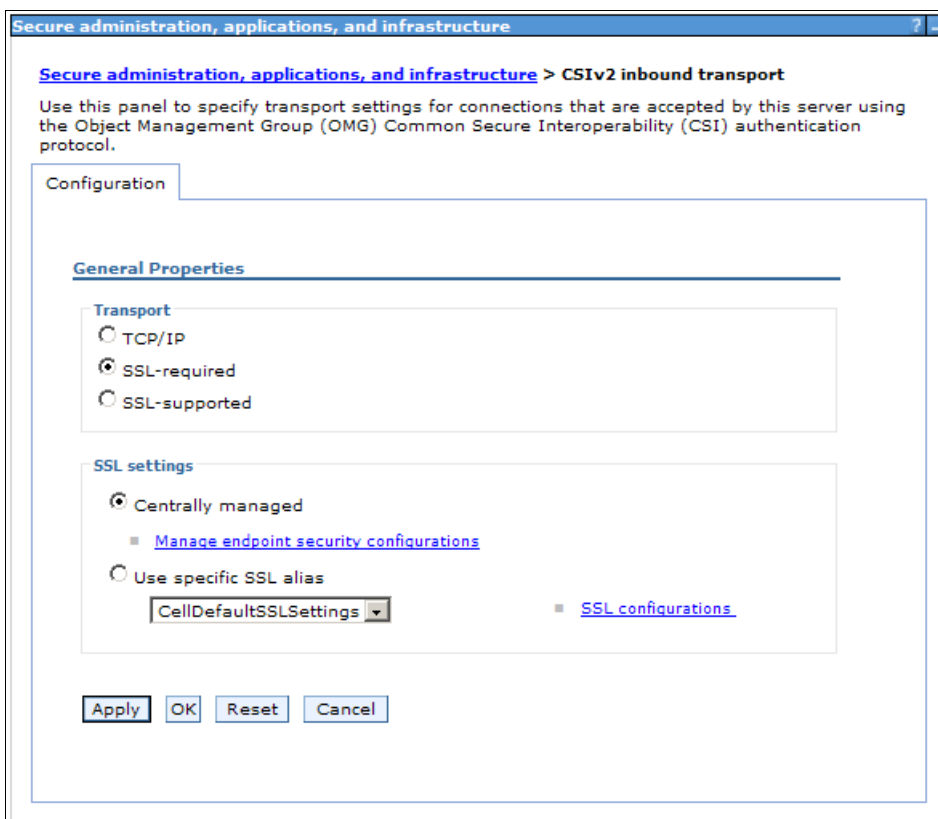 Secure administration, applications, and infrastructure ? -
Secure administration, applications, and infrastructure > CSIv2 inbound transport
Use this panel to specify transport settings for connections that are accepted by this server using
the Object Management Group (OMG) Common Secure Interoperability (CSI) authentication
protocol.
Configuration
General Properties
Transport
TCP/IP
SSL-required
SSL-supported
SSL settings
Centrally managed
Manage endpoint security configurations
Use specific SSL alias
CellDefaultSSLSettings
SSL configurations
Apply OK Reset Cancel